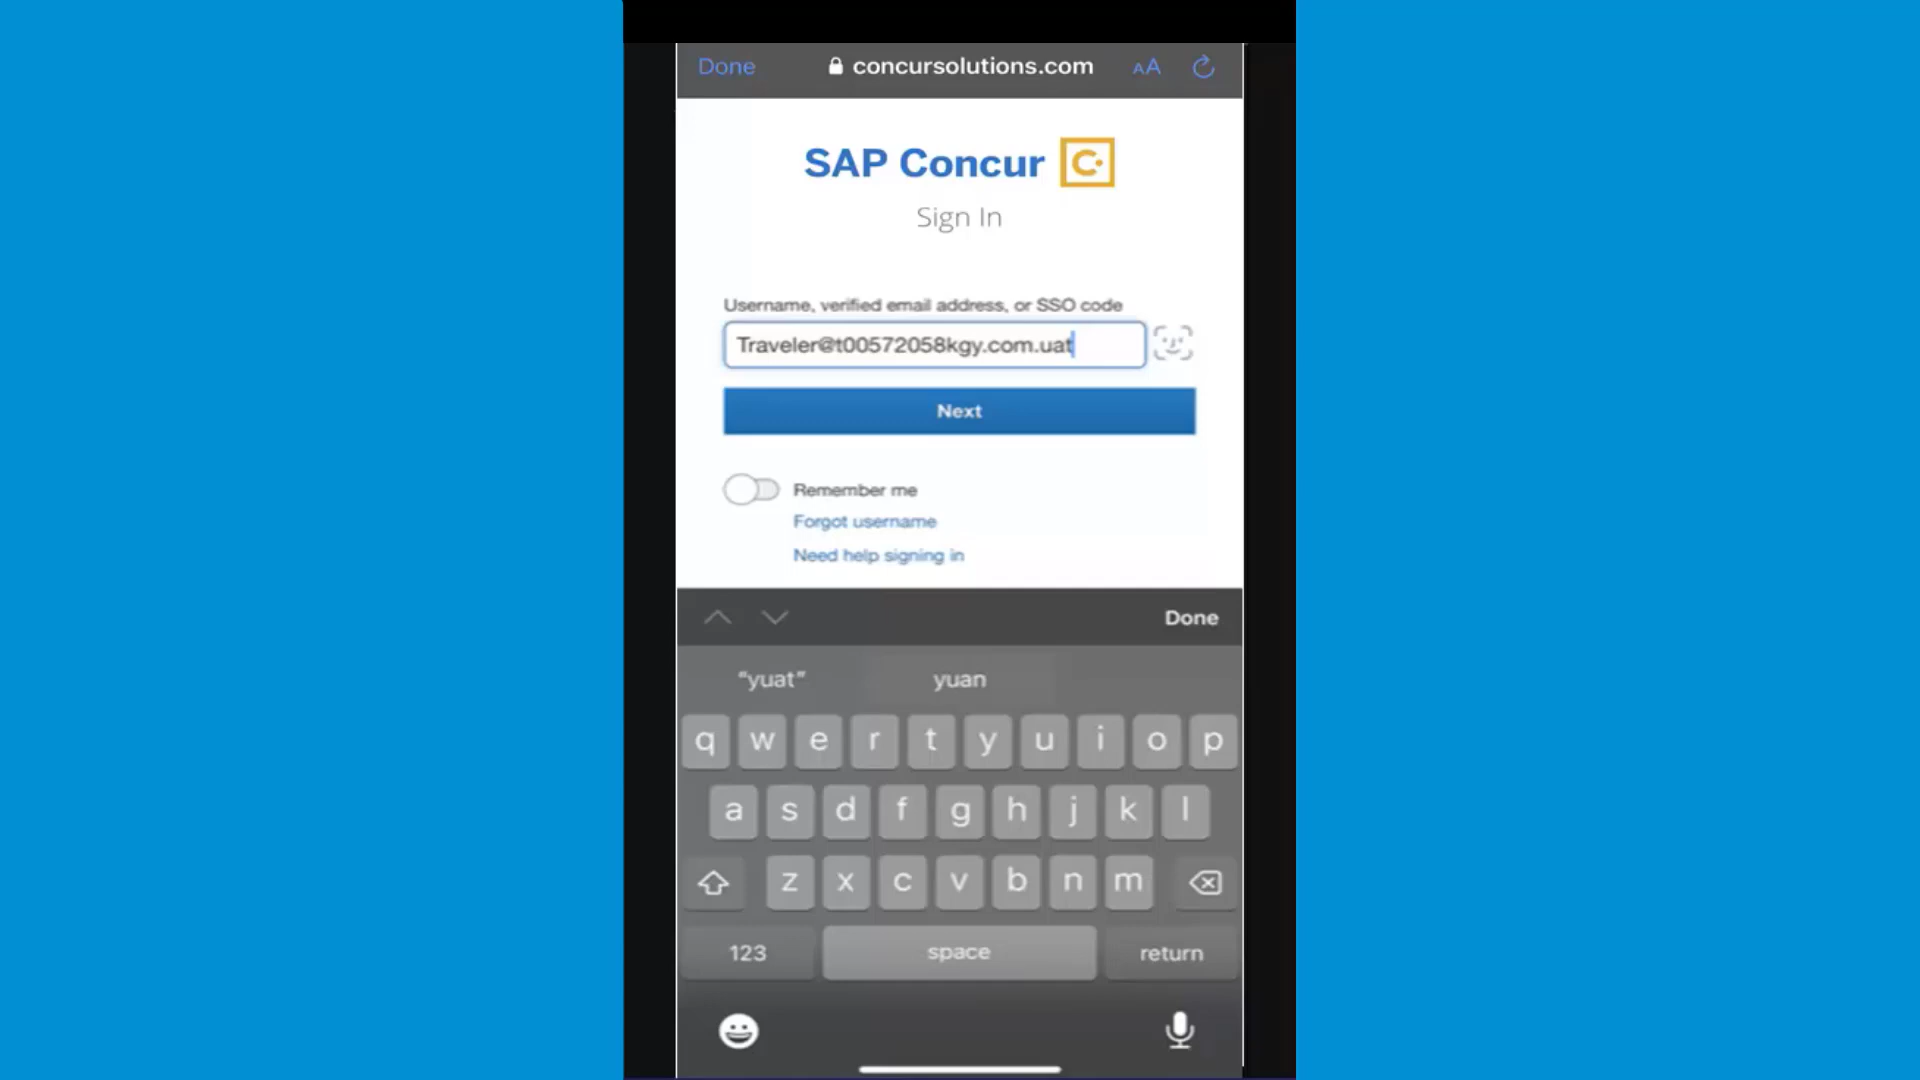 Done concursolutions.com AA
SAP Concur C
Sign In
Username, verified email address, or SSO code
Traveler@t00572058kgy.com.uat
Next
Remember me
Forgot username
Need help signing in
Done
“yuat” yuan
q w e r t y u i o p
a s d f g h j k l
z x c v b n m
123 space return